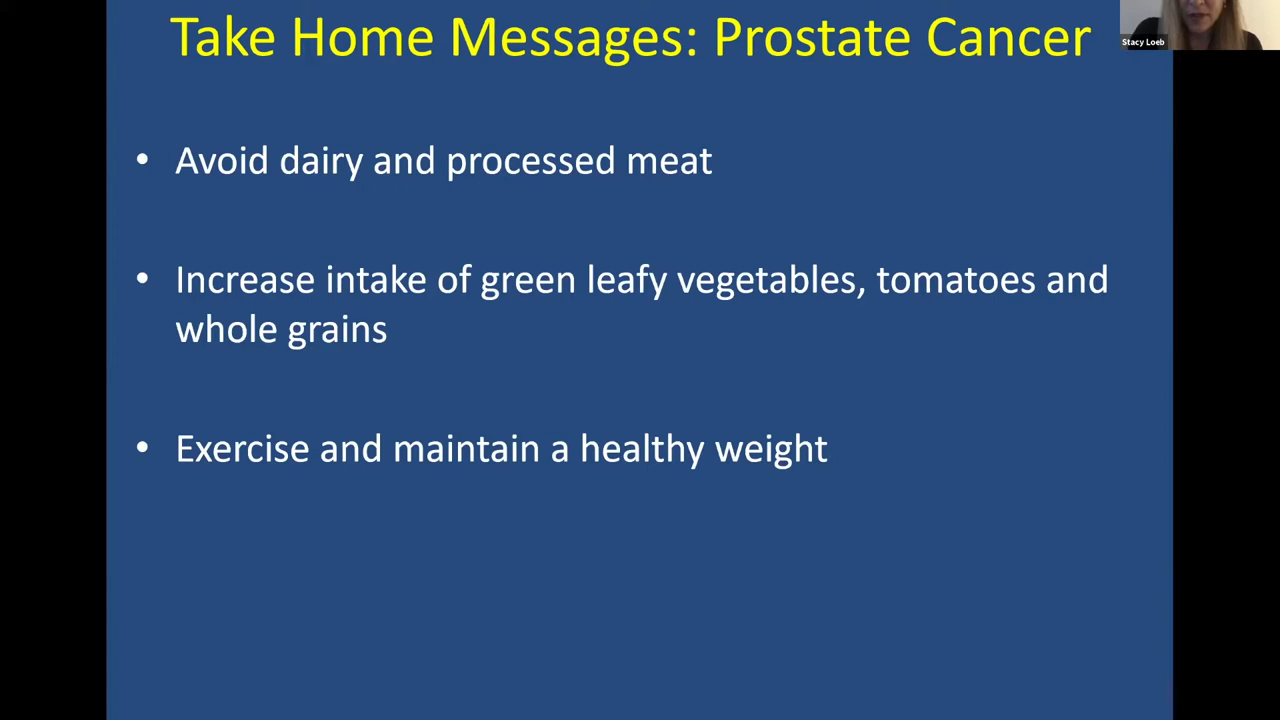 Take Home Messages: Prostate Cancer
Stacy Loeb
• Avoid dairy and processed meat
• Increase intake of green leafy vegetables, tomatoes and
whole grains
• Exercise and maintain a healthy weight